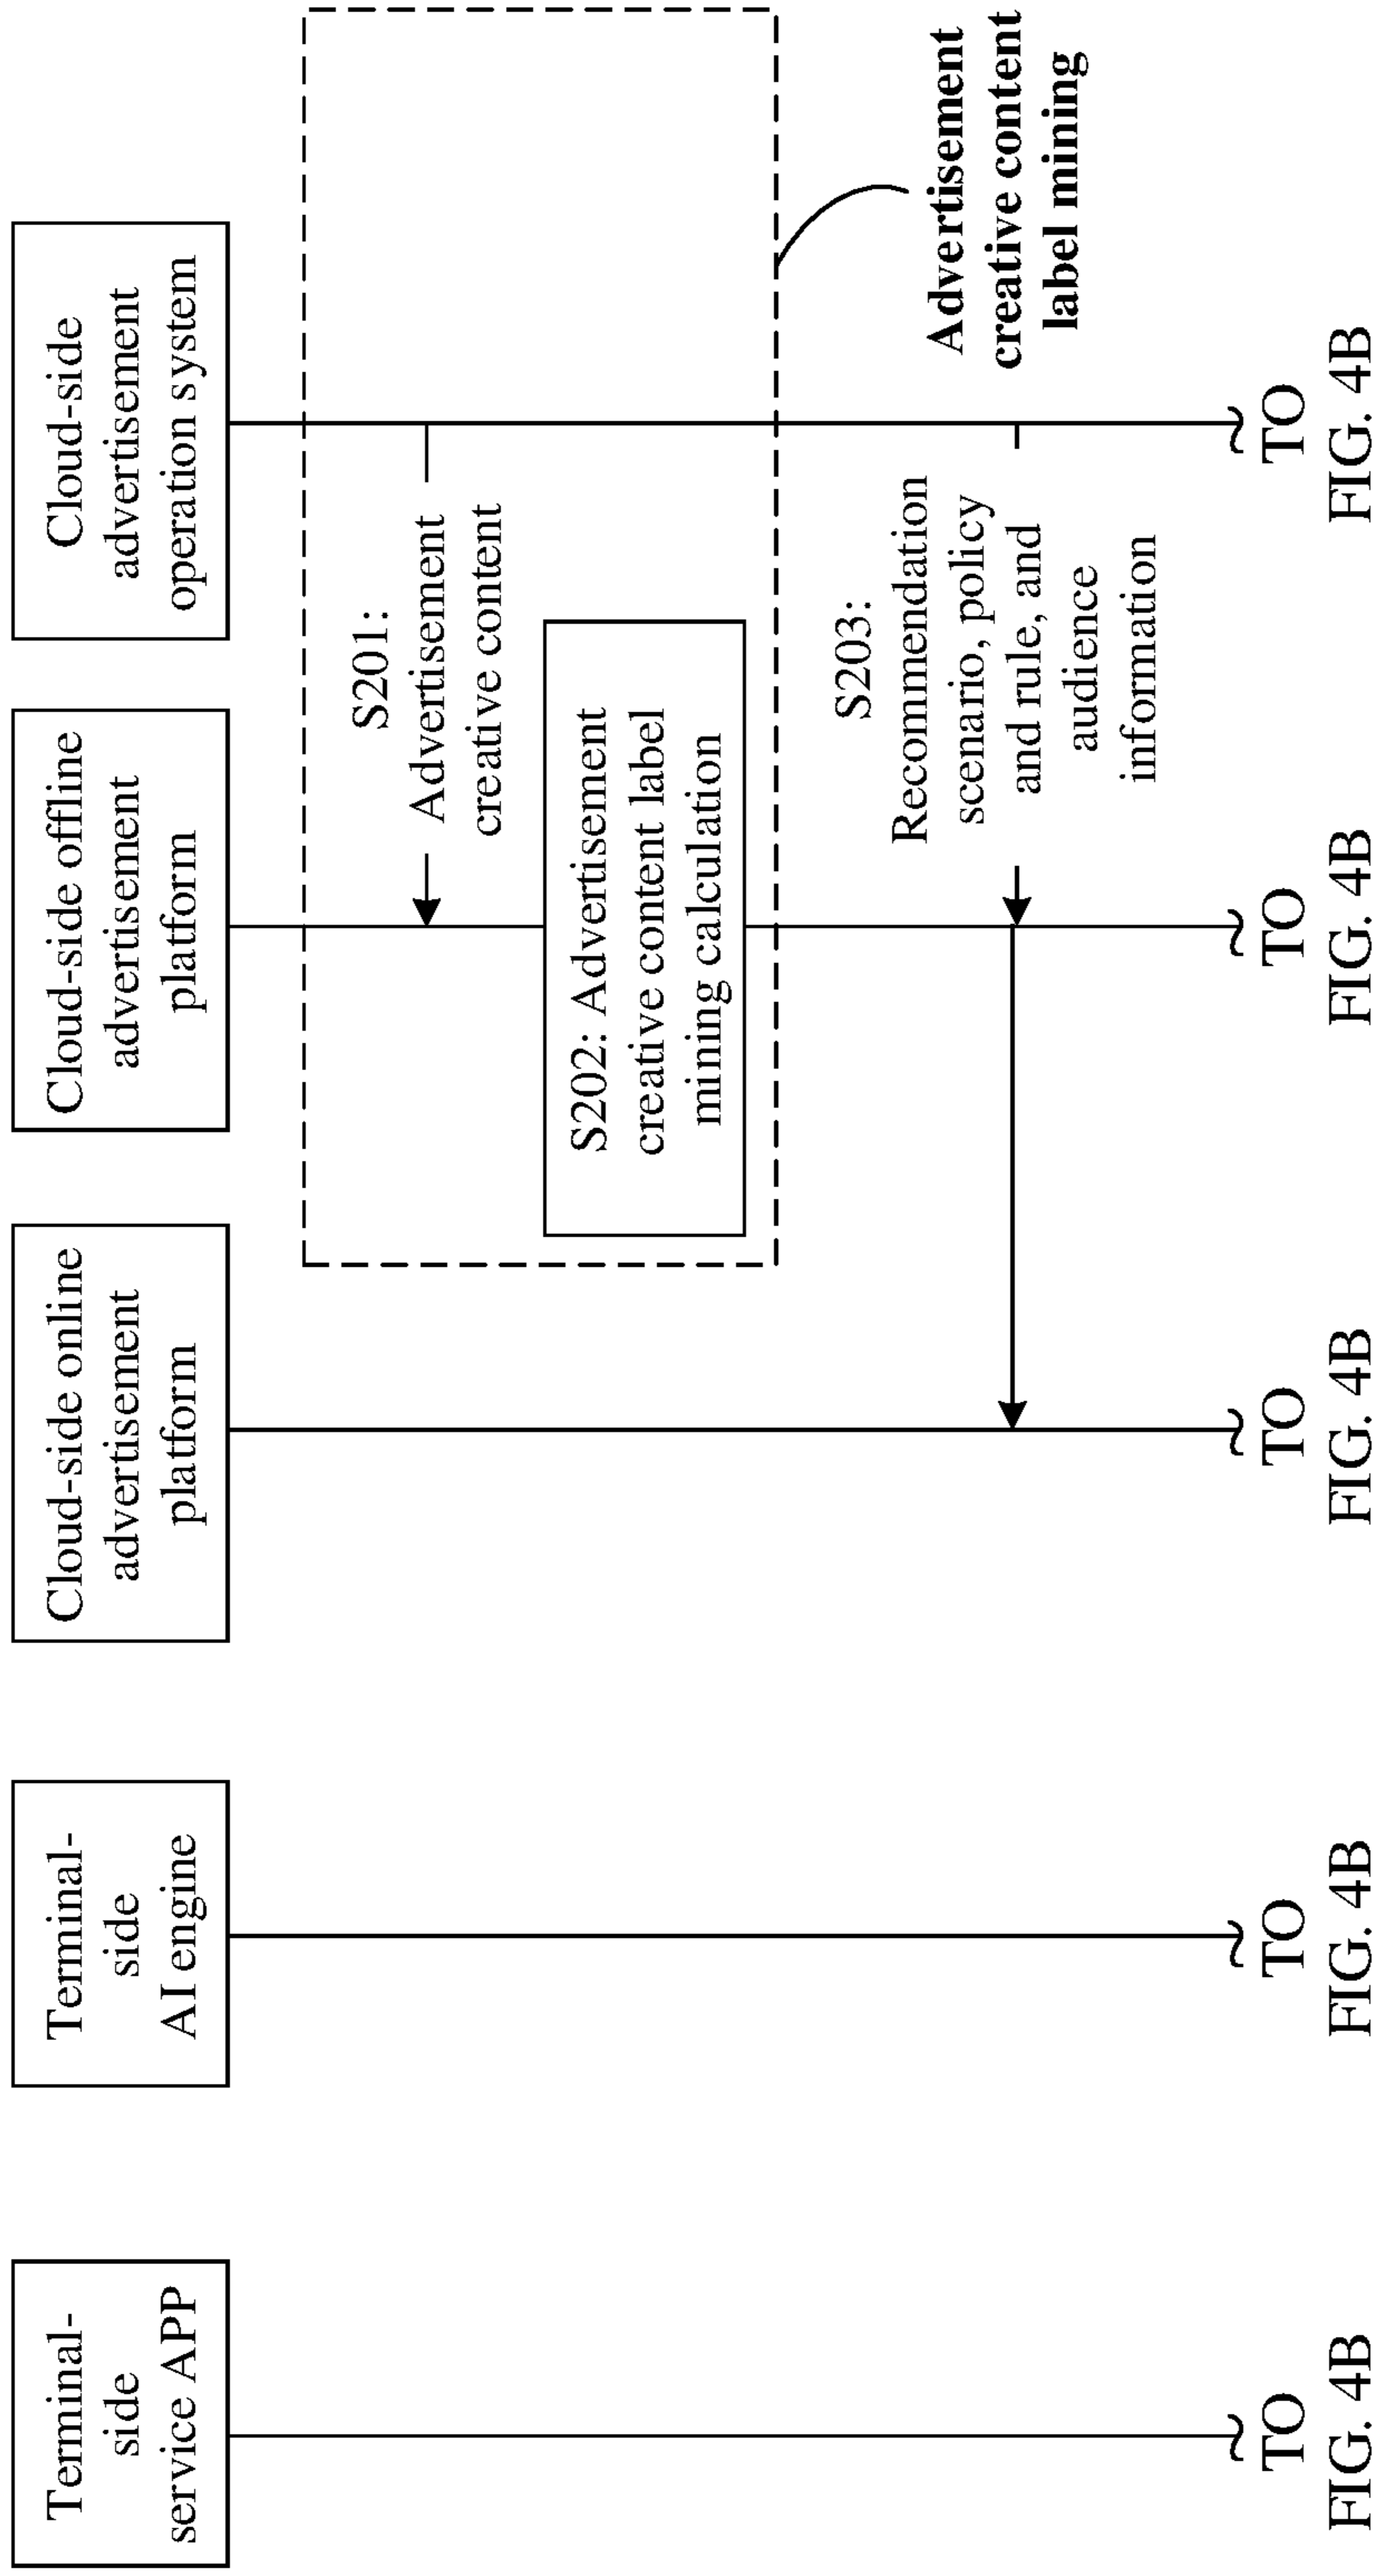 Terminal-
side
service APP
Terminal-
side
AI engine
Cloud-side online
advertisement
platform
Cloud-side offline
advertisement
platform
Cloud-side
advertisement
operation system
S201:
Advertisement
creative content
S202: Advertisement
creative content label
mining calculation
S203:
Recommendation
scenario, policy
and rule, and
audience
information
Advertisement
creative content
label mining
TO
FIG. 4B
TO
FIG. 4B
TO
FIG. 4B
TO
FIG. 4B
TO
FIG. 4B